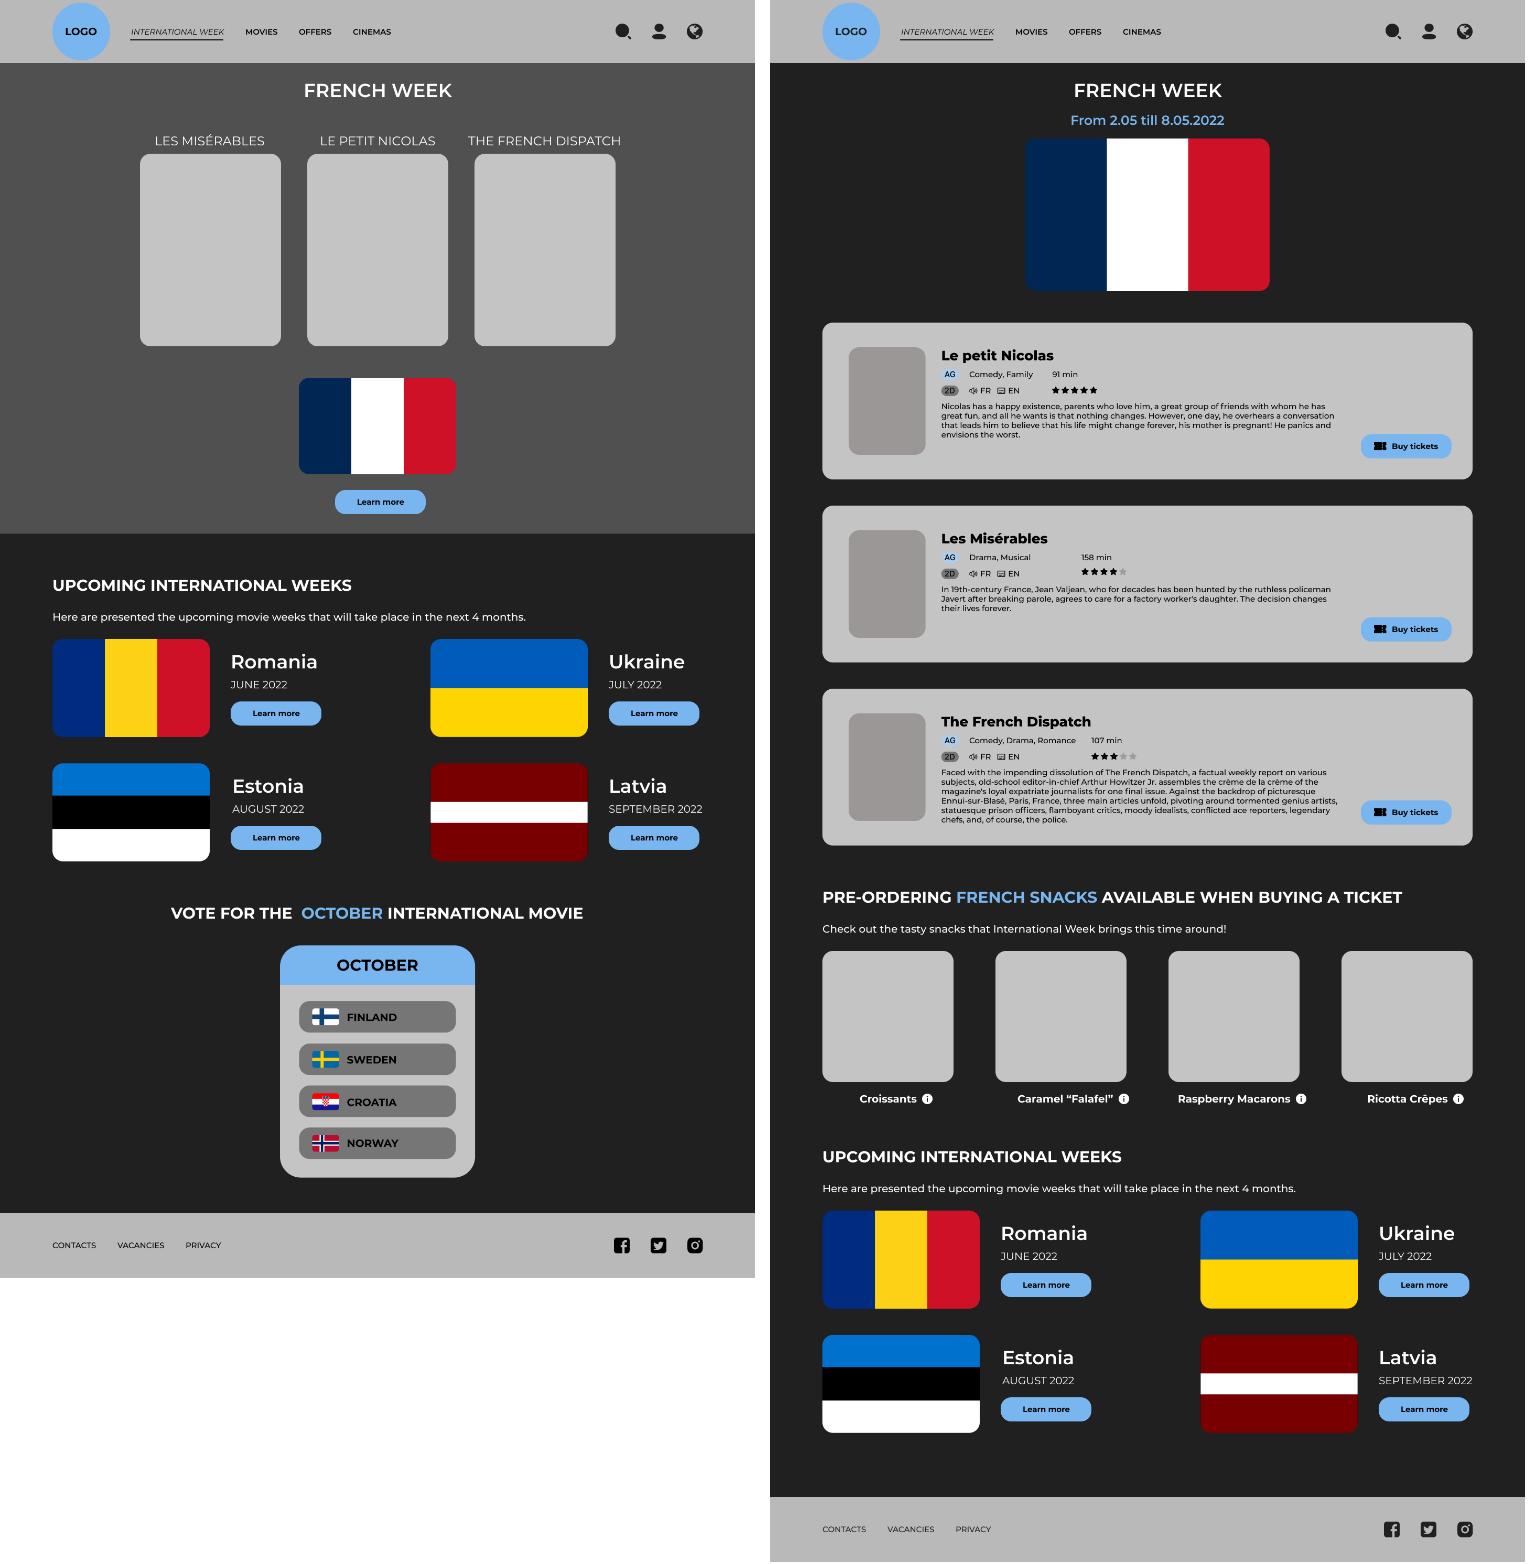 LOGO
INTERNATIONAL WEEK
MOVIES
OFFERS
CINEMAS
FRENCH WEEK
LES MISÉRABLES
LE PETIT NICOLAS
THE FRENCH DISPATCH
Learn more
UPCOMING INTERNATIONAL WEEKS
Here are presented the upcoming movie weeks that will take place in the next 4 months.
Romania
JUNE 2022
Learn more
Ukraine
JULY 2022
Learn more
Estonia
AUGUST 2022
Learn more
Latvia
SEPTEMBER 2022
Learn more
VOTE FOR THE OCTOBER INTERNATIONAL MOVIE
OCTOBER
FINLAND
SWEDEN
CROATIA
NORWAY
CONTACTS
VACANCIES
PRIVACY
LOGO
INTERNATIONAL WEEK
MOVIES
OFFERS
CINEMAS
FRENCH WEEK
From 2.05 till 8.05.2022
Le petit Nicolas
AG Comedy, Family 91 min
2D FR EN
Nicolas has a happy existence, parents who love him, a great group of friends with whom he has
great fun, and all he wants is that nothing changes. However, one day, he overhears a conversation
that leads him to believe that his life might change forever, his mother is pregnant! He panics and
envisions the worst.
Buy tickets
Les Misérables
AG Drama, Musical 158 min
2D FR EN
In 19th-century France, Jean Valjean, who for decades has been hunted by the ruthless policeman
Javert after breaking parole, agrees to care for a factory worker's daughter. The decision changes
their lives forever.
Buy tickets
The French Dispatch
AG Comedy, Drama, Romance 107 min
2D FR EN
Faced with the impending dissolution of The French Dispatch, a factual weekly report on various
subjects, old-school editor-in-chief Arthur Howitzer Jr. assembles the crème de la crème of the
magazine's loyal expatriate journalists for one final issue. Against the backdrop of picturesque
Ennui-sur-Blasé, Paris, France, three main articles unfold, pivoting around tormented genius artists,
statuesque prison officers, flamboyant critics, moody idealists, conflicted ace reporters, legendary
chefs, and, of course, the police.
Buy tickets
PRE-ORDERING FRENCH SNACKS AVAILABLE WHEN BUYING A TICKET
Check out the tasty snacks that International Week brings this time around!
Croissants
Caramel “Falafel”
Raspberry Macarons
Ricotta Crêpes
UPCOMING INTERNATIONAL WEEKS
Here are presented the upcoming movie weeks that will take place in the next 4 months.
Romania
JUNE 2022
Learn more
Ukraine
JULY 2022
Learn more
Estonia
AUGUST 2022
Learn more
Latvia
SEPTEMBER 2022
Learn more
CONTACTS
VACANCIES
PRIVACY